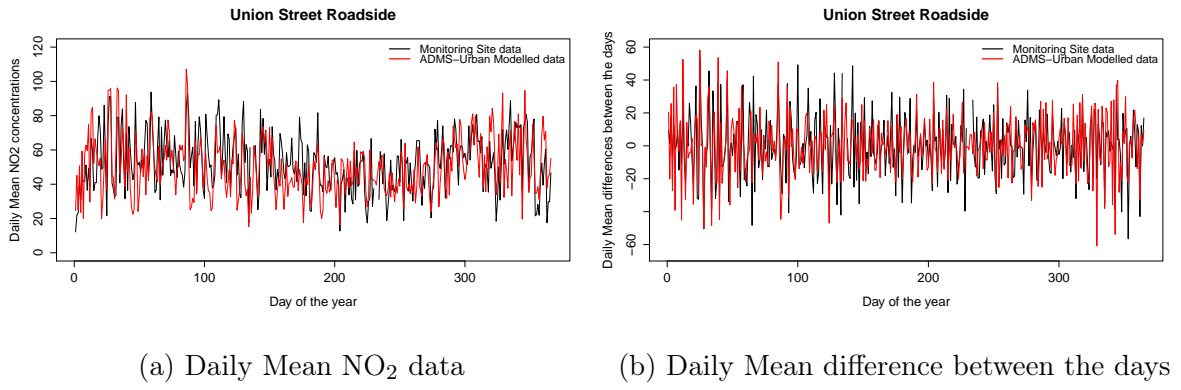 Union Street Roadside
Monitoring Site data
ADMS−Urban Modelled data
Daily Mean NO2 concentrations
0
20
40
60
80
100
120
0
100
200
300
Day of the year
(a) Daily Mean NO₂ data
Union Street Roadside
Monitoring Site data
ADMS−Urban Modelled data
Daily Mean differences between the days
−60
−20
0
20
40
60
0
100
200
300
Day of the year
(b) Daily Mean difference between the days